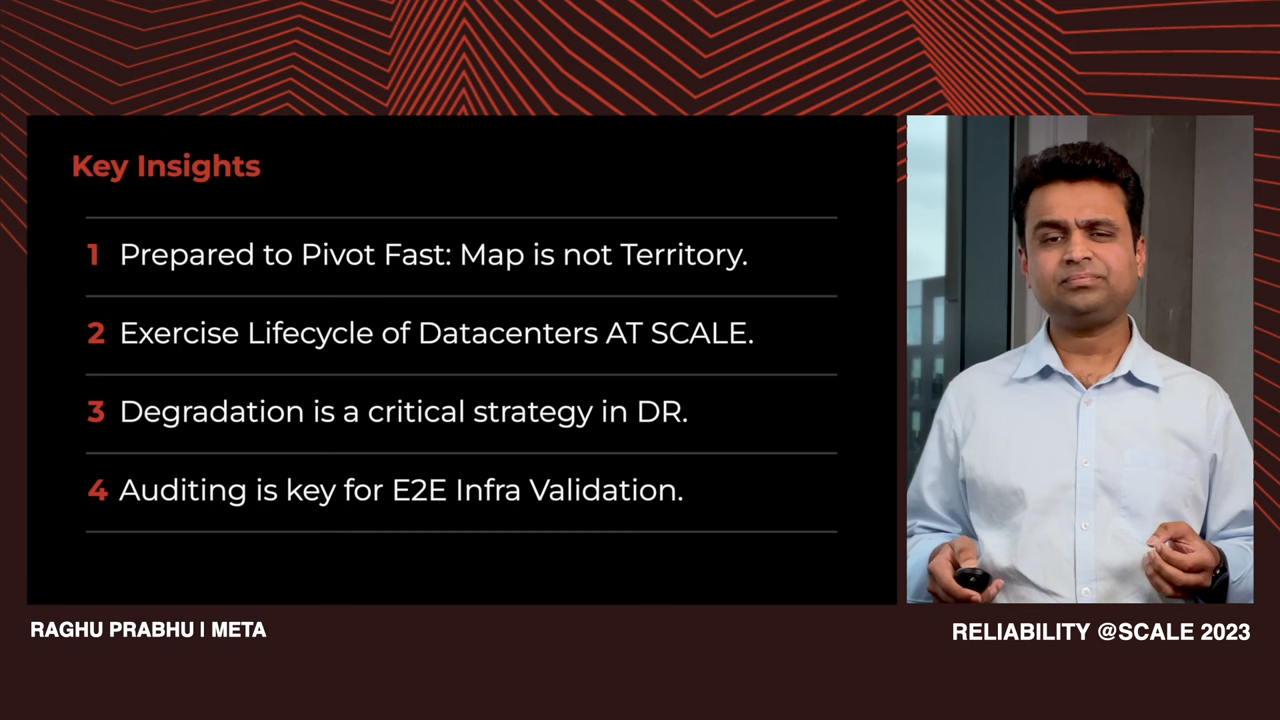 Key Insights
1 Prepared to Pivot Fast: Map is not Territory.
2 Exercise Lifecycle of Datacenters AT SCALE.
3 Degradation is a critical strategy in DR.
4 Auditing is key for E2E Infra Validation.
RAGHU PRABHU | META
RELIABILITY @SCALE 2023